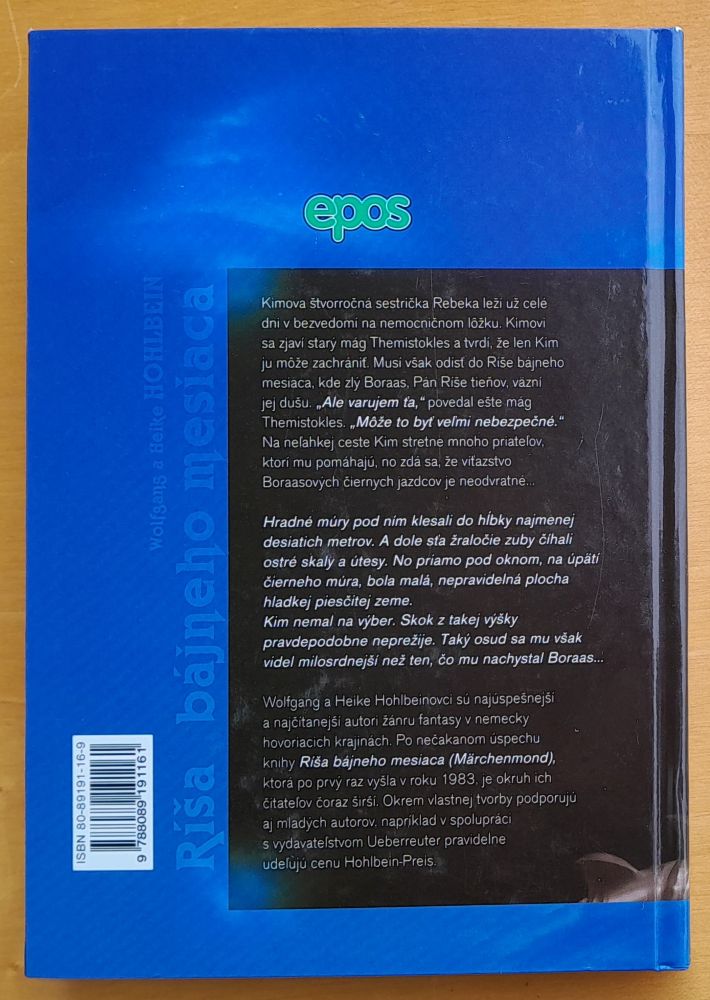 epos
Kimova štvorročná sestrička Rebeka leží už celé
dni v bezvedomí na nemocničnom lôžku. Kimovi
sa zjaví starý mág Themistokles a tvrdí, že len Kim
ju môže zachrániť. Musí však odísť do Ríše bájneho
mesiaca, kde zlý Boraas, Pán Ríše tieňov, väzní
jej dušu. „Ale varujem ťa,“ povedal ešte mág
Themistokles. „Môže to byť veľmi nebezpečné.“
Na neľahkej ceste Kim stretne mnoho priateľov,
ktorí mu pomáhajú, no zdá sa, že víťazstvo
Boraasových čiernych jazdcov je neodvratné...
Hradné múry pod ním klesali do hĺbky najmenej
desiatich metrov. A dole sťa žraločie zuby číhali
ostré skaly a útesy. No priamo pod oknom, na úpätí
čierneho múra, bola malá, nepravidelná plocha
hladkej piesčitej zeme.
Kim nemal na výber. Skok z takej výšky
pravdepodobne neprežije. Taký osud sa mu však
videl milosrdnejší než ten, čo mu nachystal Boraas...
Wolfgang a Heike Hohlbeinovci sú najúspešnejší
a najčítanejší autori žánru fantasy v nemecky
hovoriacich krajinách. Po nečakanom úspechu
knihy Ríša bájneho mesiaca (Märchenmond),
ktorá po prvý raz vyšla v roku 1983, je okruh ich
čitateľov čoraz širší. Okrem vlastnej tvorby podporujú
aj mladých autorov, napríklad v spolupráci
s vydavateľstvom Ueberreuter pravidelne
udeľujú cenu Hohlbein-Preis.
Wolfgang a Heike HOHLBEIN
Ríša bájneho mesiaca
ISBN 80-89191-16-9
9 788089 191161